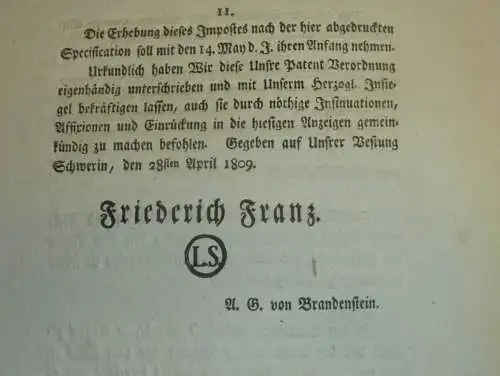 11.
Die Erhebung dieses Impostes nach der hier abgedruckten
Specification soll mit den 14. May d. J. ihren Anfang nehmen.
Urkundlich haben Wir diese Unsre Patent Verordnung
eigenhändig unterschrieben und mit Unserm Herzogl. Insie-
gel bekräftigen lassen, auch sie durch nöthige Insinuationen,
Affixionen und Einrückung in die hiesigen Anzeigen gemein-
kündig zu machen befohlen. Gegeben auf Unsrer Vestung
Schwerin, den 28sten April 1809.
Friederich Franz.
L.S.
A. G. von Brandenstein.